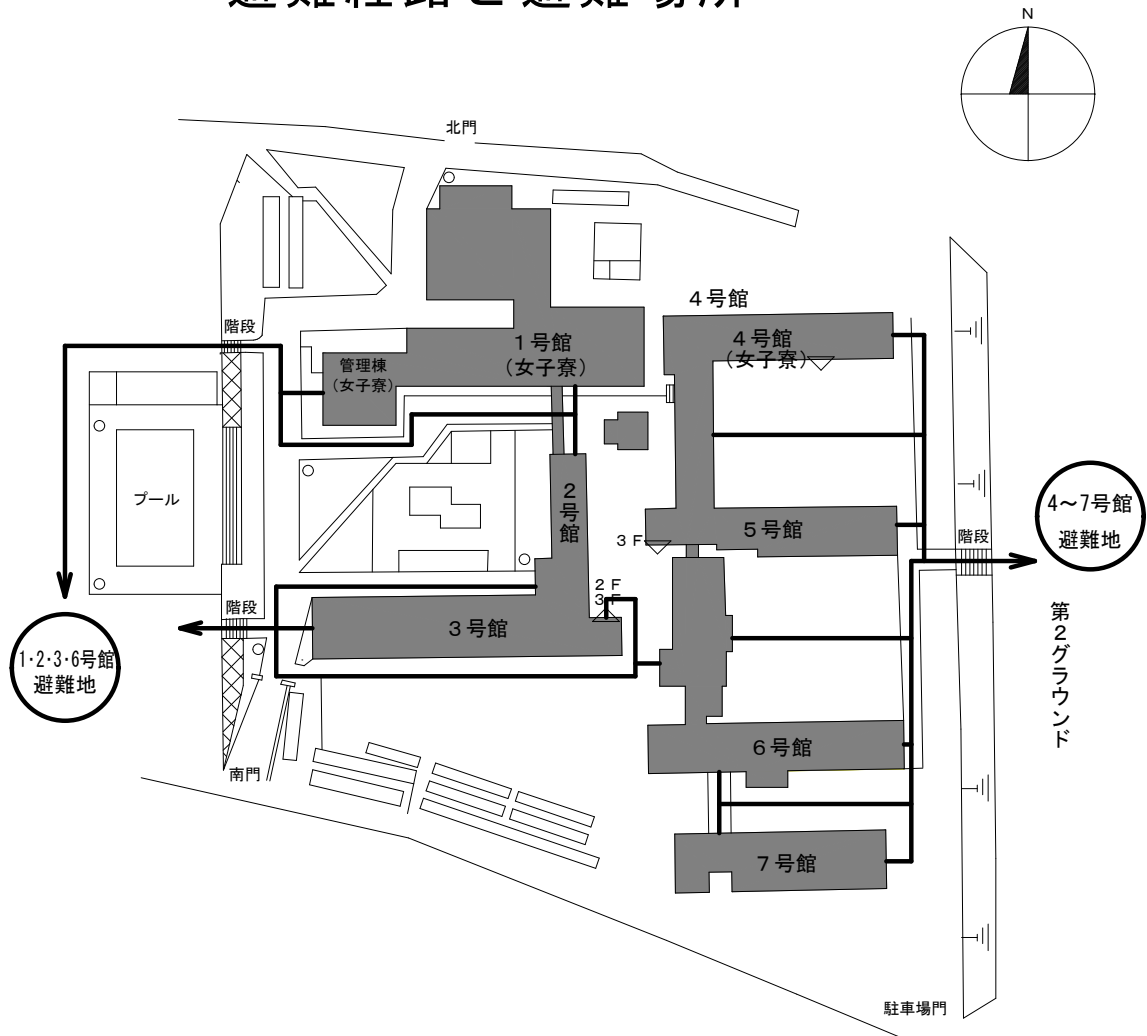 避難経路と避難場所
N
北門
4号館
階段
1号館
(女子寮)
4号館
(女子寮)
管理棟
(女子寮)
プール
2号館
5号館
3F
4～7号館
避難地
階段
2F
3F
階段
3号館
第2グラウンド
1・2・3・6号館
避難地
6号館
南門
7号館
駐車場門